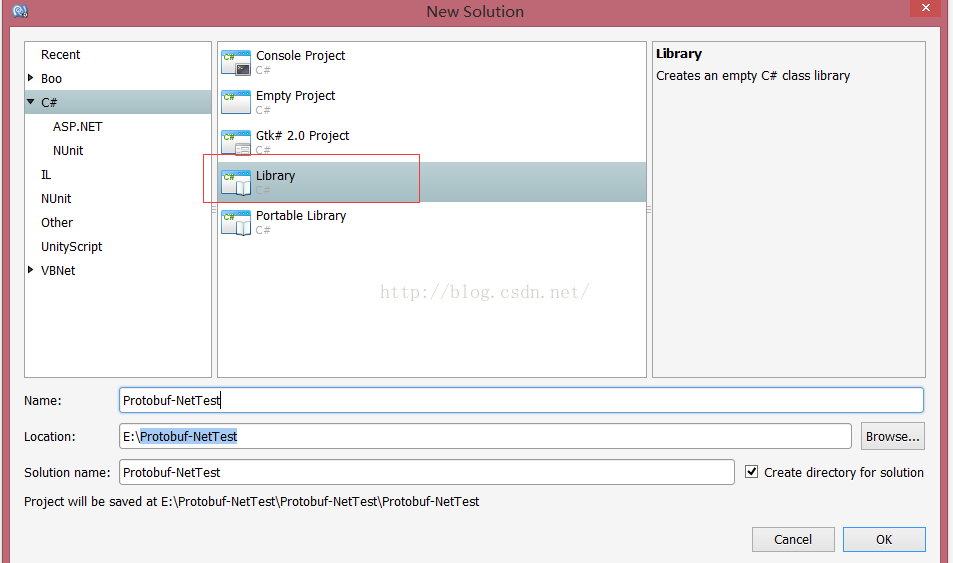 New Solution
Recent
Boo
C#
ASP.NET
NUnit
IL
NUnit
Other
UnityScript
VBNet
Console Project
C#
Empty Project
C#
Gtk# 2.0 Project
C#
Library
C#
Portable Library
C#
Library
Creates an empty C# class library
http://blog.csdn.net/
Name: Protobuf-NetTest
Location: E:\Protobuf-NetTest Browse...
Solution name: Protobuf-NetTest Create directory for solution
Project will be saved at E:\Protobuf-NetTest\Protobuf-NetTest\Protobuf-NetTest
Cancel OK